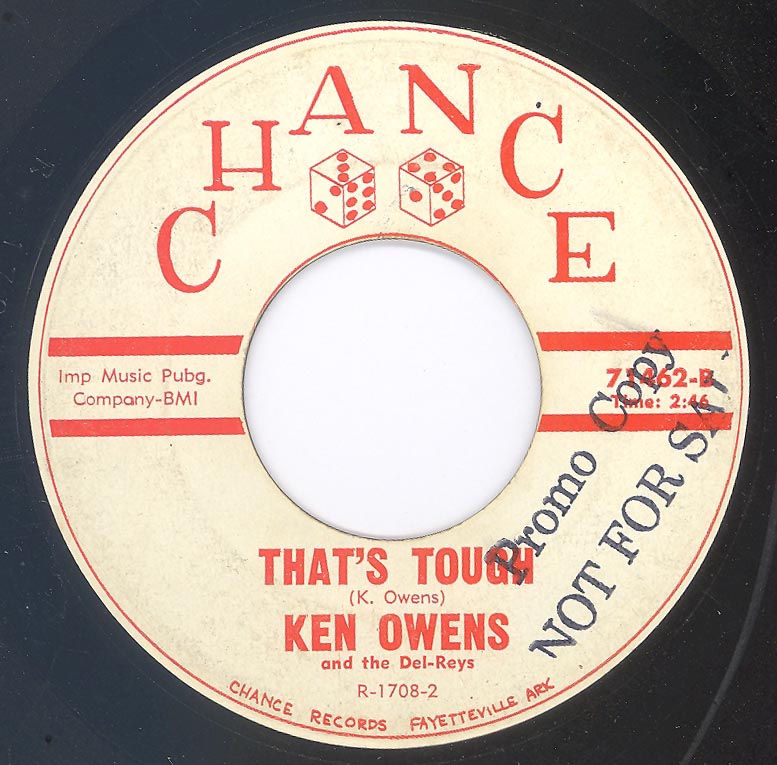 CHANCE
Imp Music Pubg.
Company-BMI
71462-B
Time: 2:46
Promo Copy
NOT FOR
THAT'S TOUGH
(K. Owens)
KEN OWENS
and the Del-Reys
R-1708-2
CHANCE RECORDS FAYETTEVILLE ARK